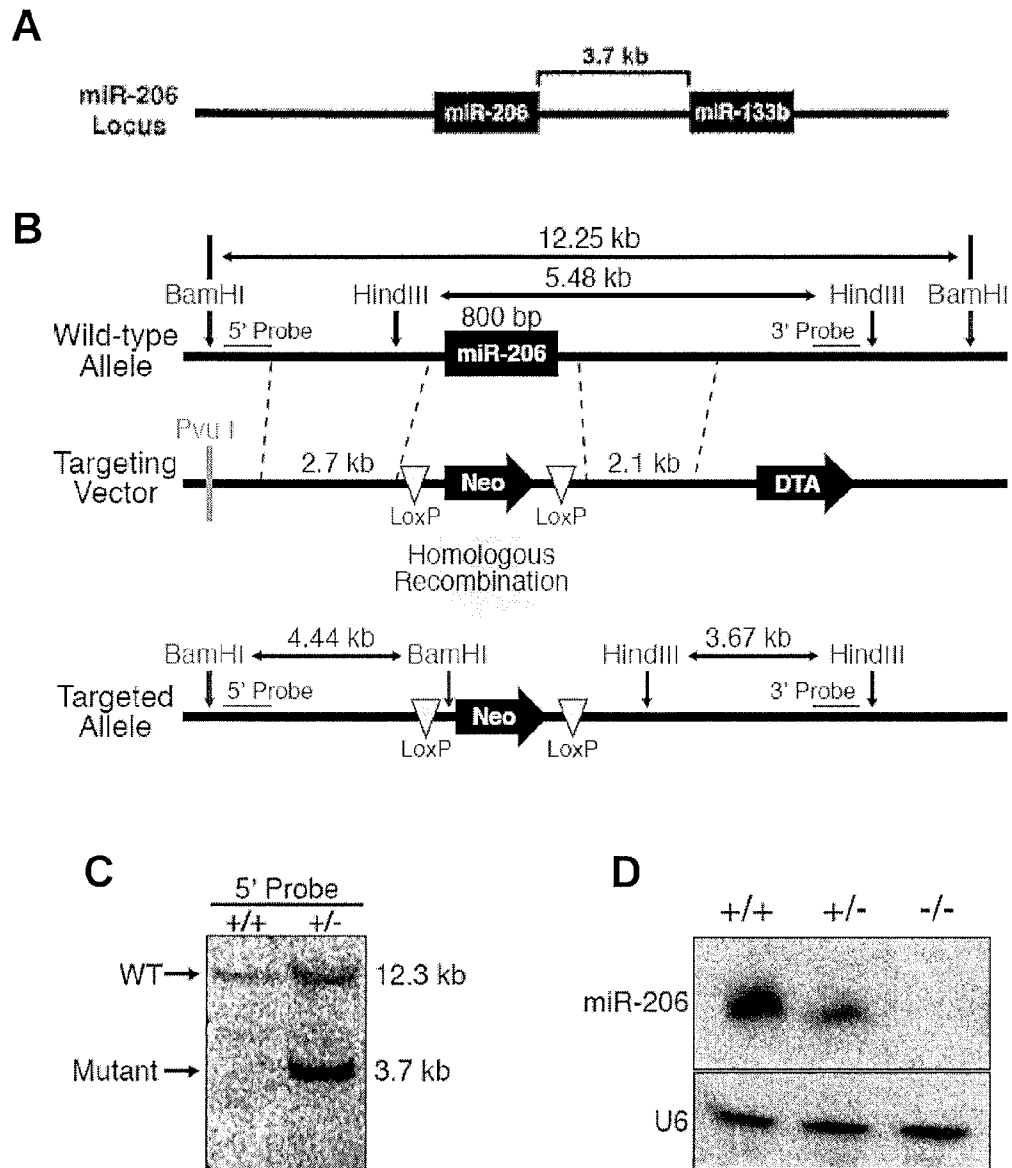 A
3.7 kb
miR-206
Locus
miR-206
miR-133b
B
12.25 kb
5.48 kb
BamHI
HindIII
HindIII
BamHI
800 bp
5' Probe
3' Probe
Wild-type
Allele
miR-206
Pvu I
Targeting
Vector
2.7 kb
Neo
2.1 kb
DTA
LoxP
LoxP
Homologous
Recombination
4.44 kb
3.67 kb
BamHI
BamHI
HindIII
HindIII
5' Probe
3' Probe
Targeted
Allele
Neo
LoxP
LoxP
C
5' Probe
+/+
+/-
WT
12.3 kb
Mutant
3.7 kb
D
+/+
+/-
-/-
miR-206
U6